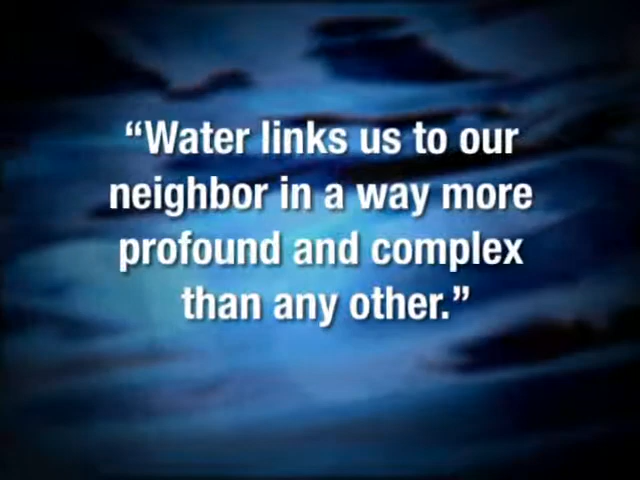 “Water links us to our
neighbor in a way more
profound and complex
than any other.”